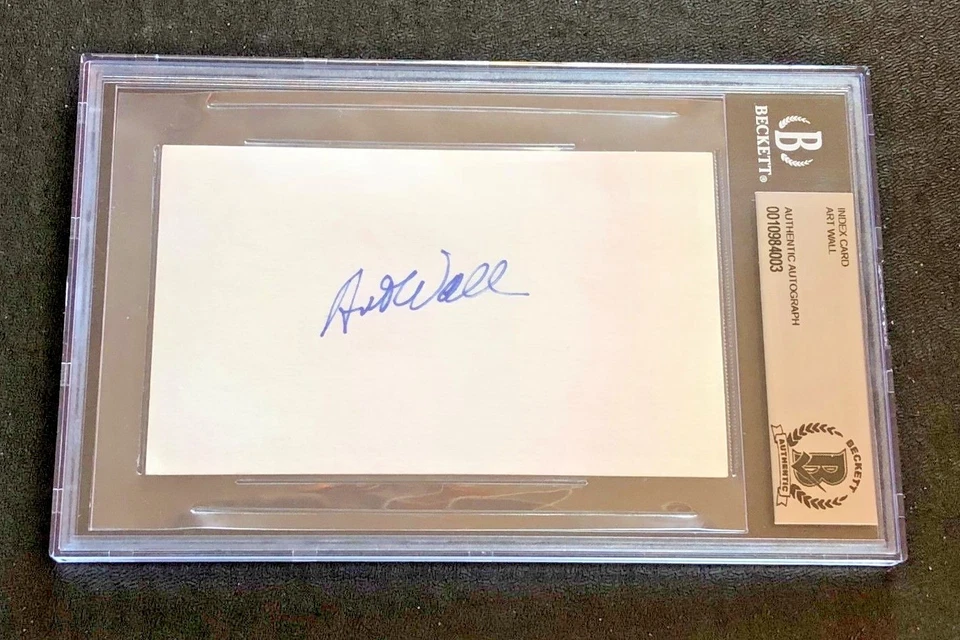 Art Wall
B
BECKETT®
INDEX CARD
ART WALL
AUTHENTIC AUTOGRAPH
0010984003
BECKETT
B
AUTHENTIC